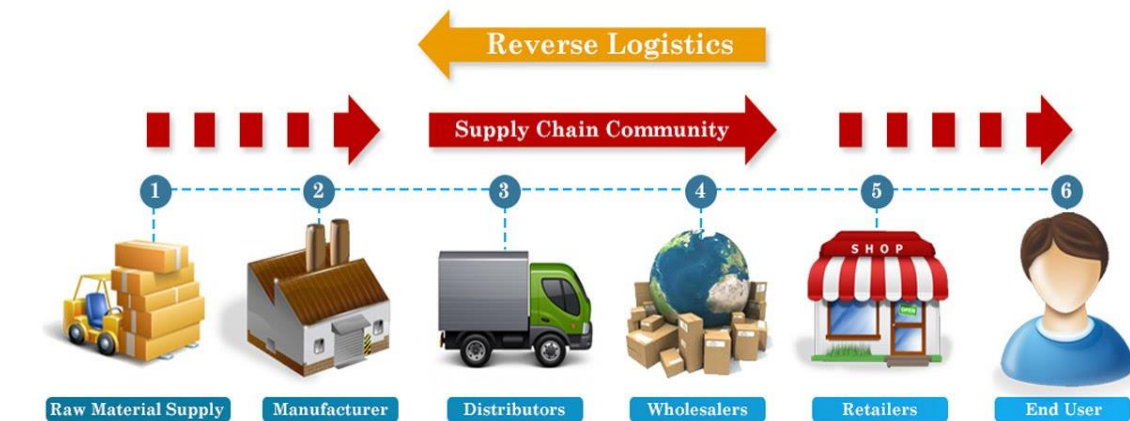 Reverse Logistics
Supply Chain Community
1 2 3 4 5 6
SHOP
OPEN
Raw Material Supply Manufacturer Distributors Wholesalers Retailers End User